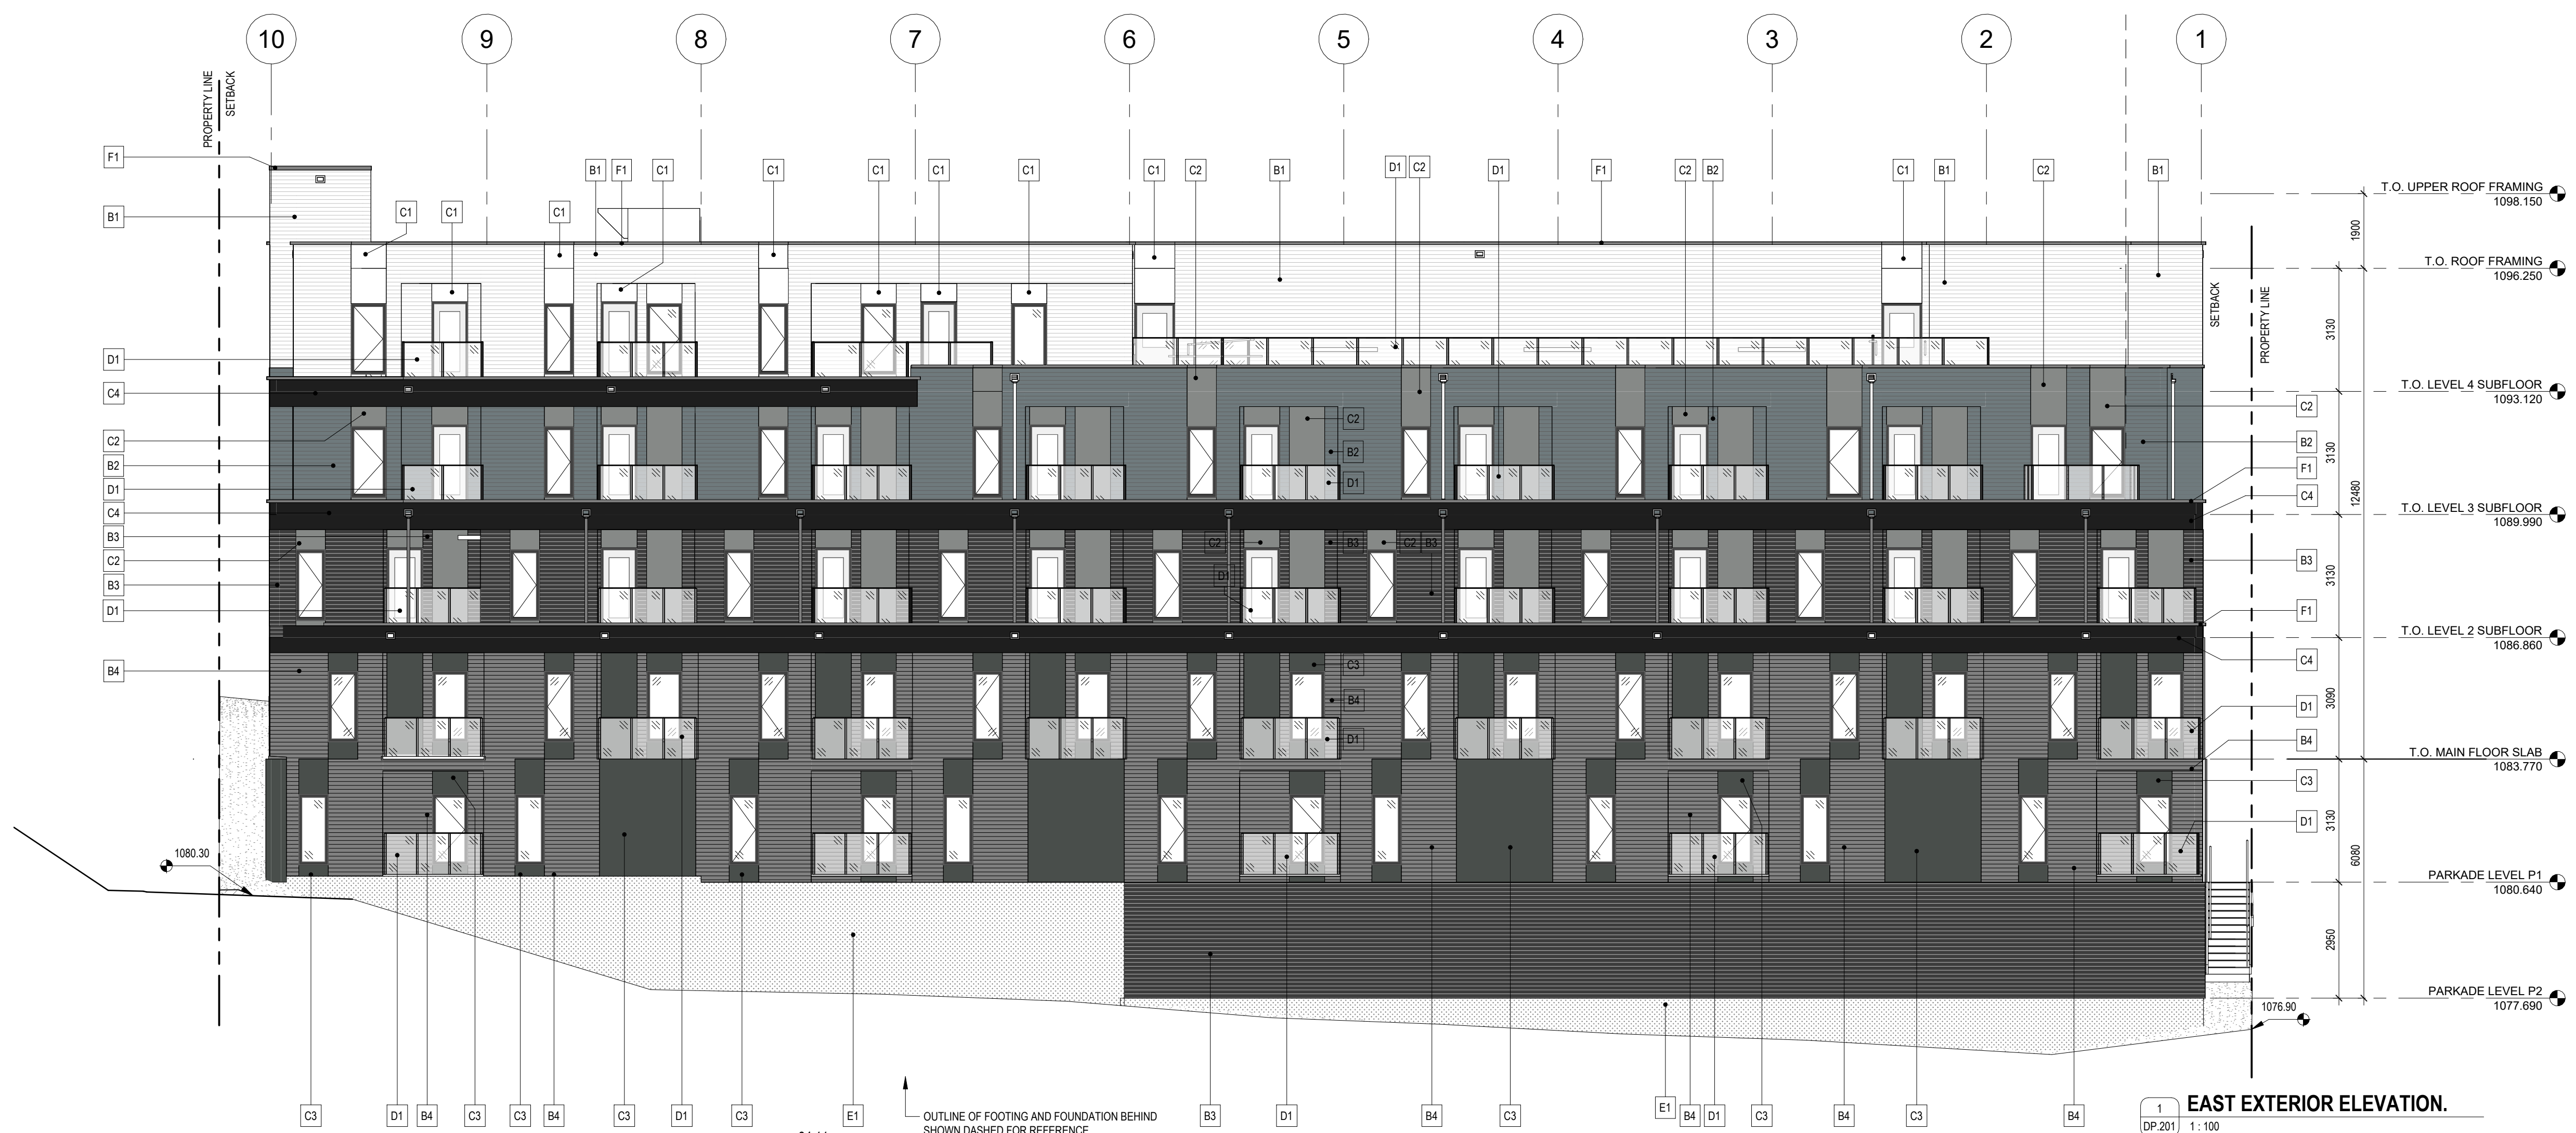 10 9 8 7 6 5 4 3 2 1
PROPERTY LINE
SETBACK
F1
B1 F1 C1 C1 C1 C1 C1 C1 C2 B1 D1 C2 D1 F1 C2 B2 C1 B1 C2 B1
B1
C1 C1 C1
D1
C4
C2
B2
D1
C4
B3
C2
B3
D1
B4
1080.30
C2
B2
D1
C2 B3 C2 B3
D1
C3
B4
D1
SETBACK
PROPERTY LINE
C2
B2
F1
C4
B3
F1
C4
D1
B4
C3
D1
T.O. UPPER ROOF FRAMING
1098.150
T.O. ROOF FRAMING
1096.250
T.O. LEVEL 4 SUBFLOOR
1093.120
T.O. LEVEL 3 SUBFLOOR
1089.990
T.O. LEVEL 2 SUBFLOOR
1086.860
T.O. MAIN FLOOR SLAB
1083.770
PARKADE LEVEL P1
1080.640
PARKADE LEVEL P2
1077.690
1900
3130
3130
12480
3130
3090
3130
6080
2950
1076.90
C3 D1 B4 C3 C3 B4 C3 D1 C3 E1 B3 D1 B4 C3 E1 B4 D1 C3 B4 C3 B4
OUTLINE OF FOOTING AND FOUNDATION BEHIND
SHOWN DASHED FOR REFERENCE
1 EAST EXTERIOR ELEVATION.
DP.201 1 : 100